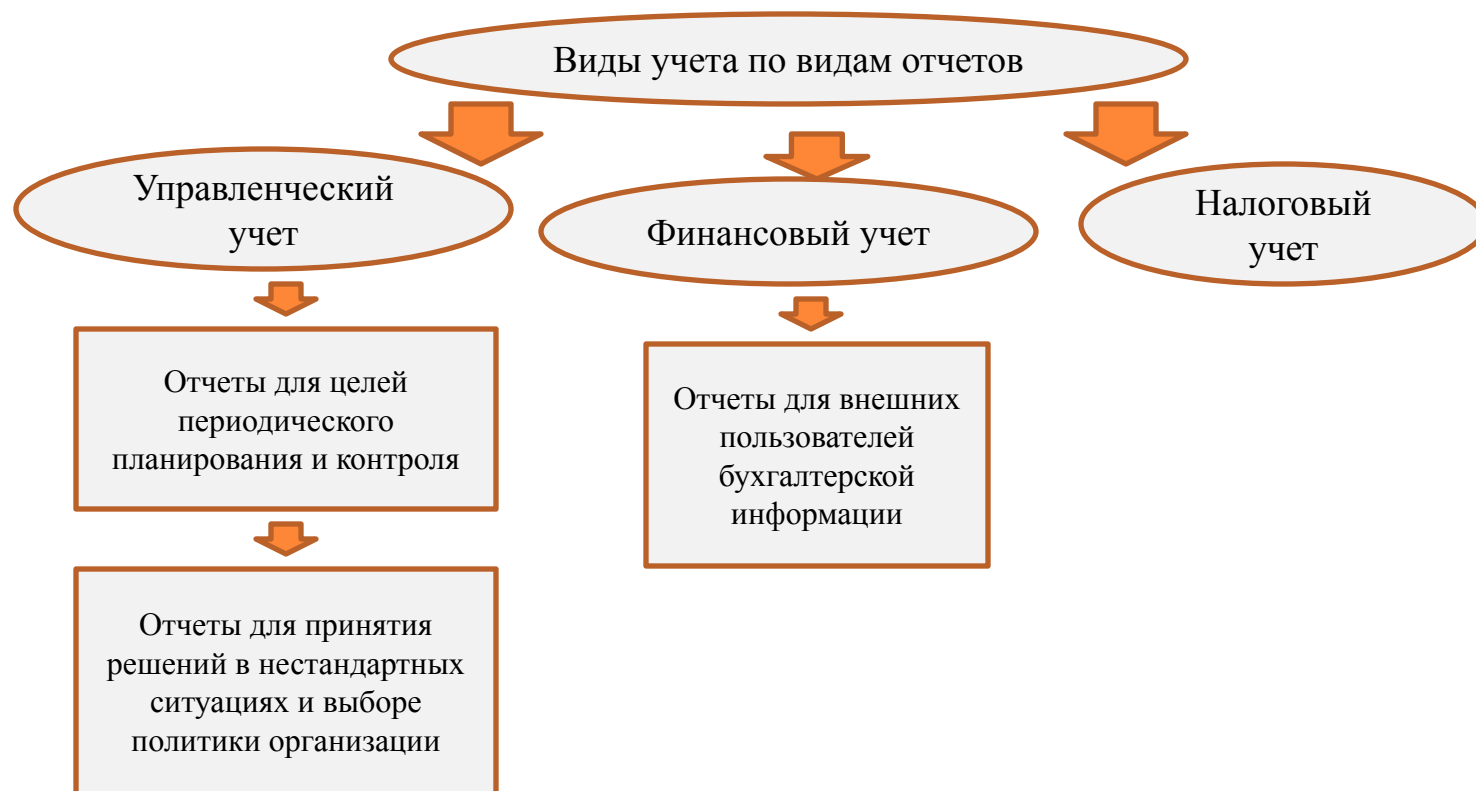 Виды учета по видам отчетов
Управленческий
учет
Финансовый учет
Налоговый
учет
Отчеты для целей
периодического
планирования и контроля
Отчеты для внешних
пользователей
бухгалтерской
информации
Отчеты для принятия
решений в нестандартных
ситуациях и выборе
политики организации